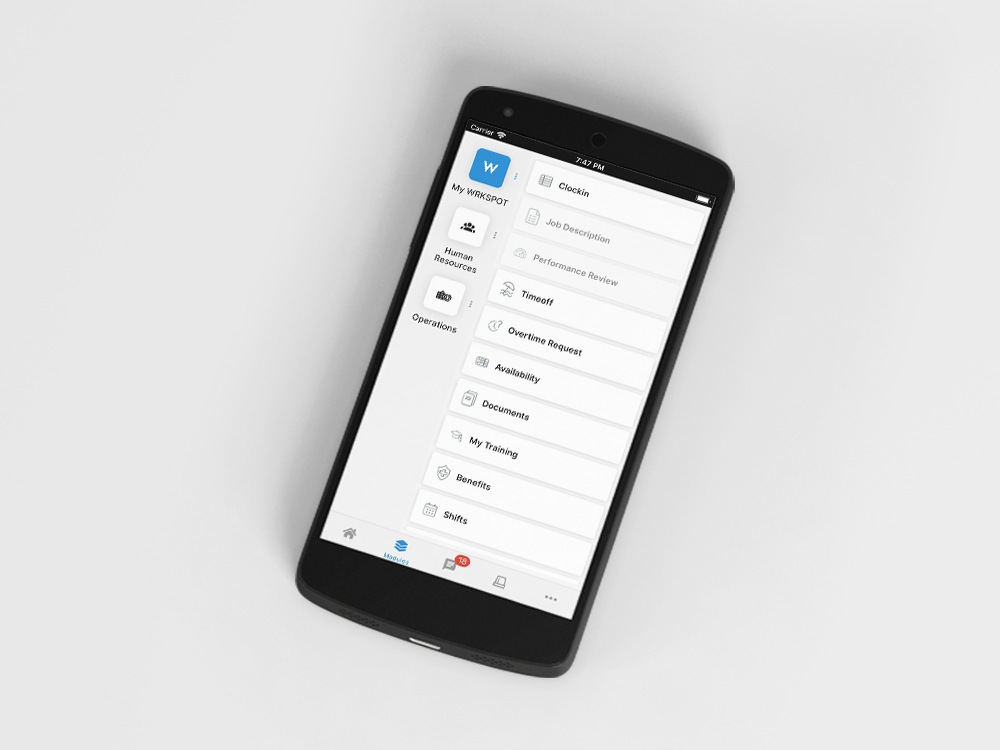 Carrier
7:47 PM
W
My WRKSPOT
Human
Resources
Operations
Clockin
Job Description
Performance Review
Timeoff
Overtime Request
Availability
Documents
My Training
Benefits
Shifts
Modules
18